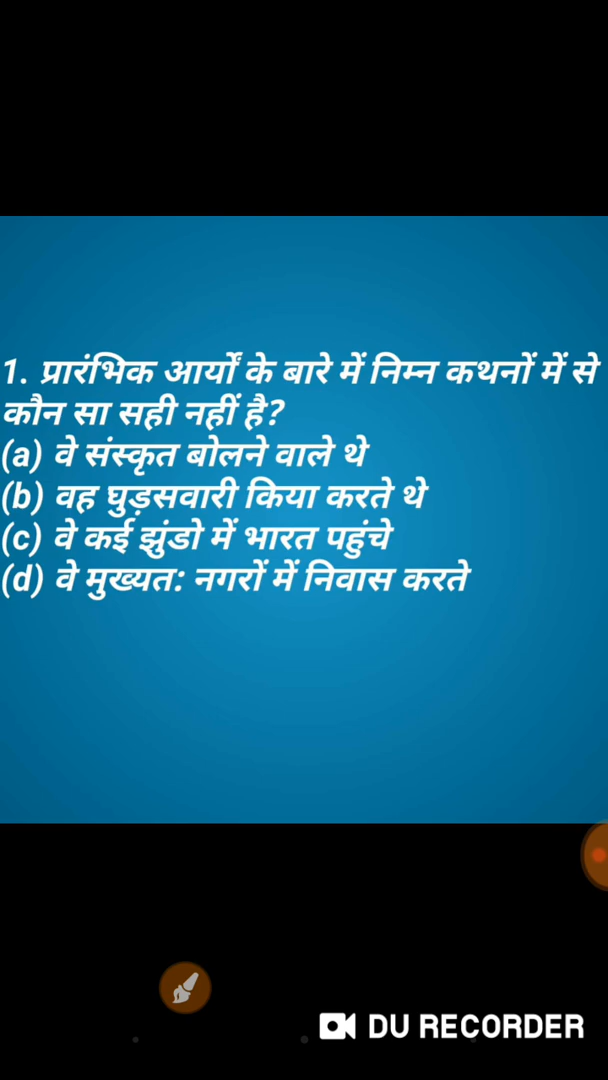 1. प्रारंभिक आर्यों के बारे में निम्न कथनों में से
कौन सा सही नहीं है?
(a) वे संस्कृत बोलने वाले थे
(b) वह घुड़सवारी किया करते थे
(c) वे कई झुंडो में भारत पहुंचे
(d) वे मुख्यत: नगरों में निवास करते
DU RECORDER